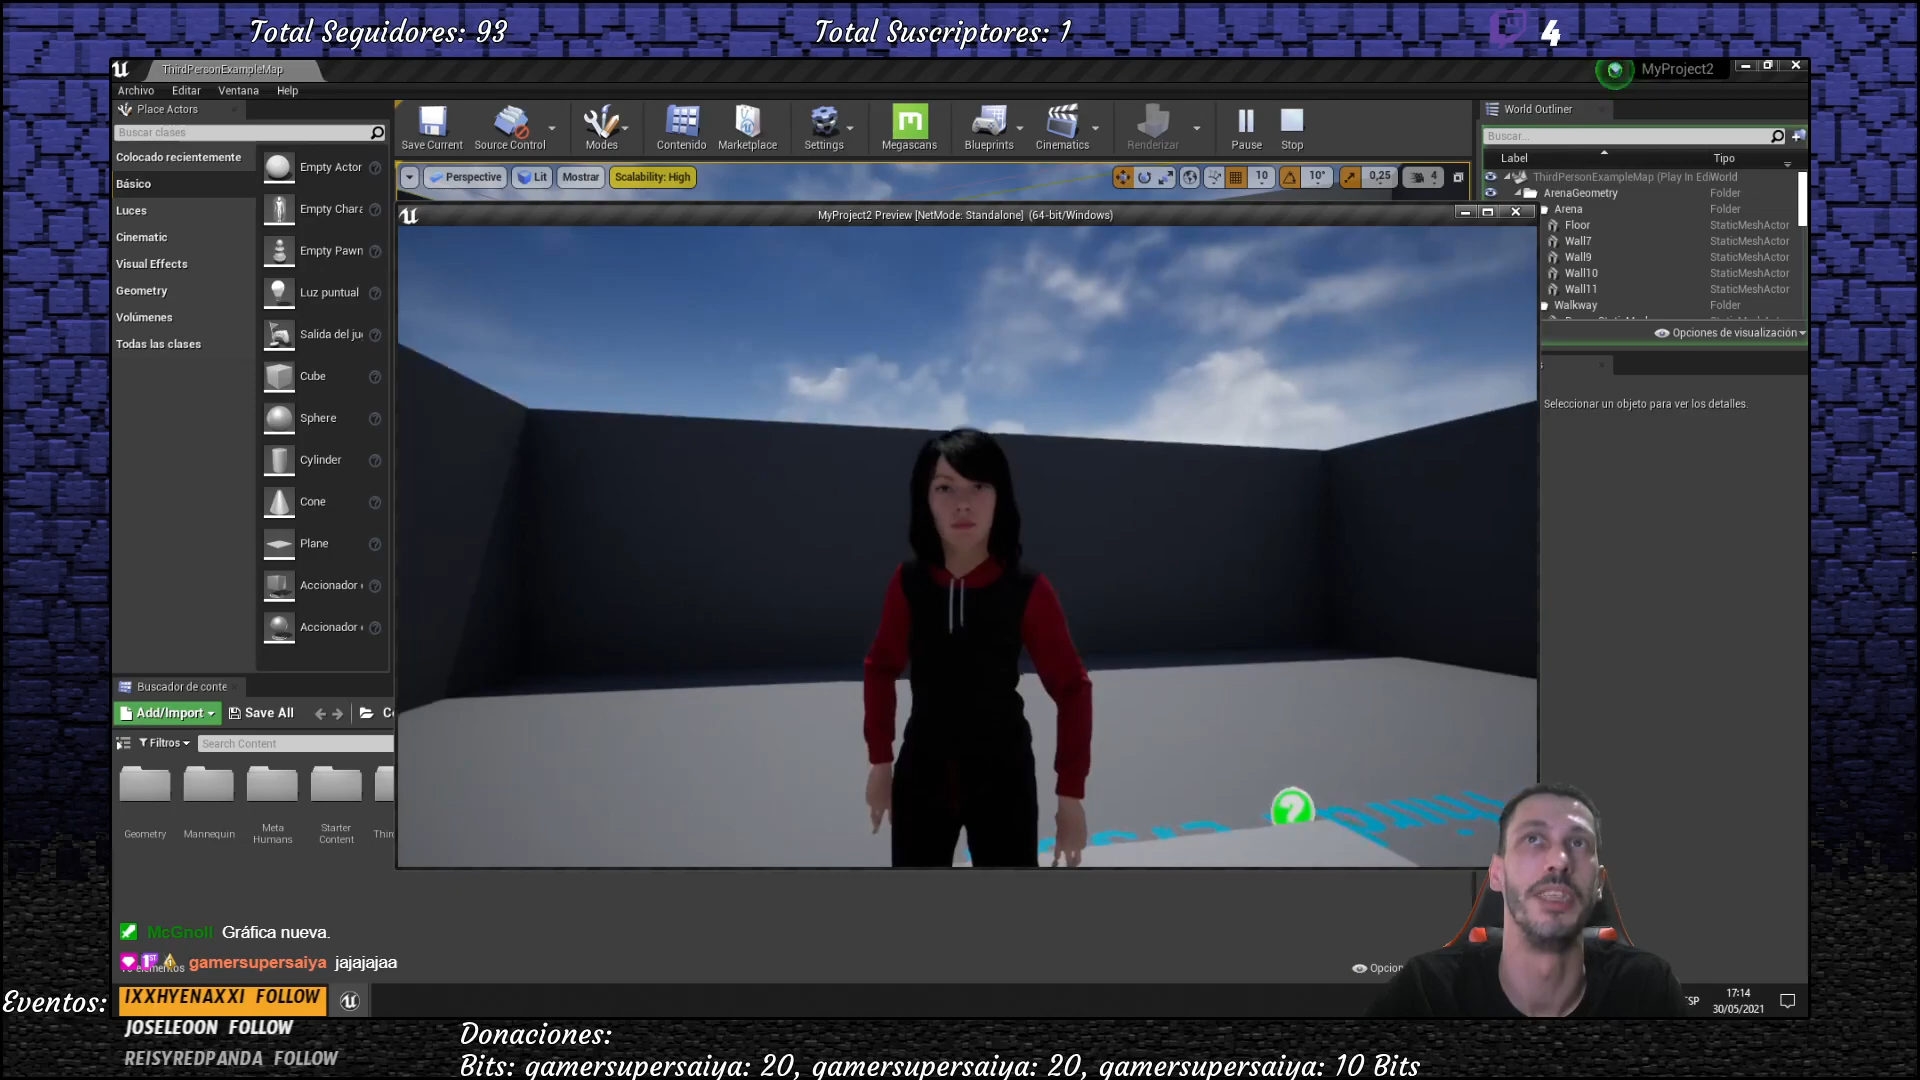 Total Seguidores: 93
Total Suscriptores: 1
4
ThirdPersonExampleMap
MyProject2
Archivo Editar Ventana Help
Place Actors
Buscar clases
Colocado recientemente
Básico
Luces
Cinematic
Visual Effects
Geometry
Volúmenes
Todas las clases
Empty Actor
Empty Chara
Empty Pawn
Luz puntual
Salida del ju
Cube
Sphere
Cylinder
Cone
Plane
Accionador
Accionador
Save Current
Source Control
Modes
Contenido
Marketplace
Settings
Megascans
Blueprints
Cinematics
Renderizar
Pause
Stop
Perspective
Lit
Mostrar
Scalability: High
10
10°
0,25
4
MyProject2 Preview [NetMode: Standalone] (64-bit/Windows)
World Outliner
Buscar...
Label Tipo
ThirdPersonExampleMap (Play In Edi World
ArenaGeometry Folder
Arena Folder
Floor StaticMeshActor
Wall7 StaticMeshActor
Wall9 StaticMeshActor
Wall10 StaticMeshActor
Wall11 StaticMeshActor
Walkway Folder
Opciones de visualización
Seleccionar un objeto para ver los detalles.
Buscador de conte
Add/Import
Save All
Filtros
Search Content
Geometry
Mannequin
Meta
Humans
Starter
Content
Thir
McGnoll Gráfica nueva.
gamersupersaiya jajajajaa
elementos
Opcion
Eventos:
IXXHYENAXXI FOLLOW
JOSELEOON FOLLOW
REISYREDPANDA FOLLOW
17:14
30/05/2021
Donaciones:
Bits: gamersupersaiya: 20, gamersupersaiya: 20, gamersupersaiya: 10 Bits